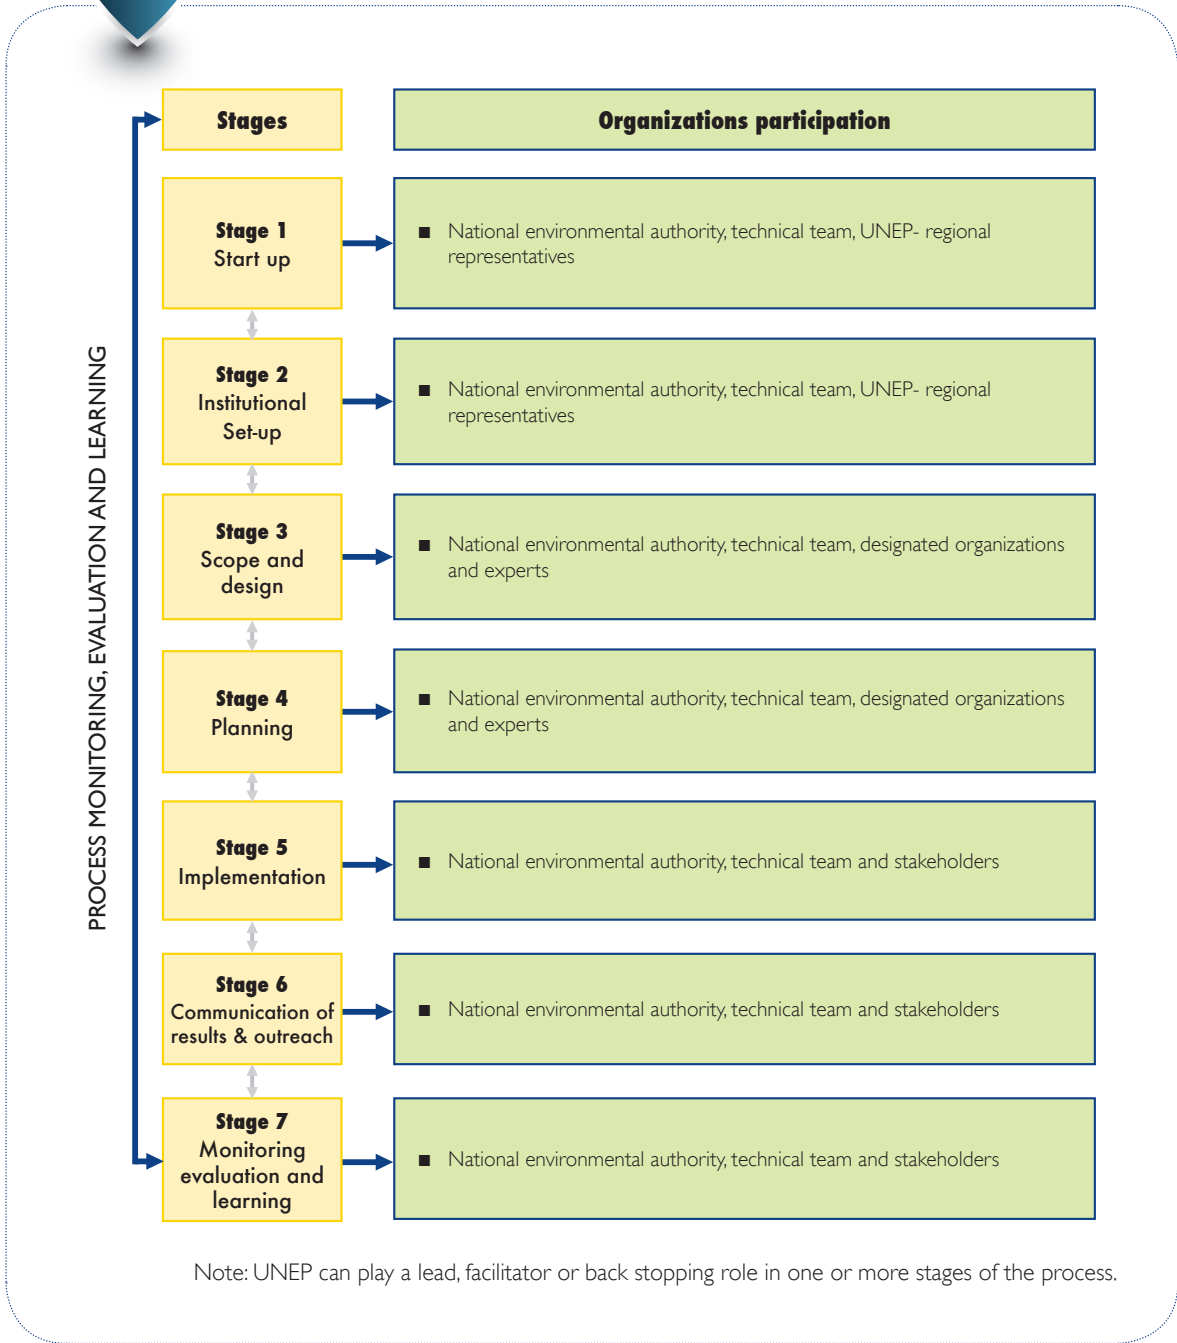 PROCESS MONITORING, EVALUATION AND LEARNING
Stages
Organizations participation
Stage 1
Start up
■ National environmental authority, technical team, UNEP- regional
representatives
Stage 2
Institutional
Set-up
■ National environmental authority, technical team, UNEP- regional
representatives
Stage 3
Scope and
design
■ National environmental authority, technical team, designated organizations
and experts
Stage 4
Planning
■ National environmental authority, technical team, designated organizations
and experts
Stage 5
Implementation
■ National environmental authority, technical team and stakeholders
Stage 6
Communication of
results & outreach
■ National environmental authority, technical team and stakeholders
Stage 7
Monitoring
evaluation and
learning
■ National environmental authority, technical team and stakeholders
Note: UNEP can play a lead, facilitator or back stopping role in one or more stages of the process.